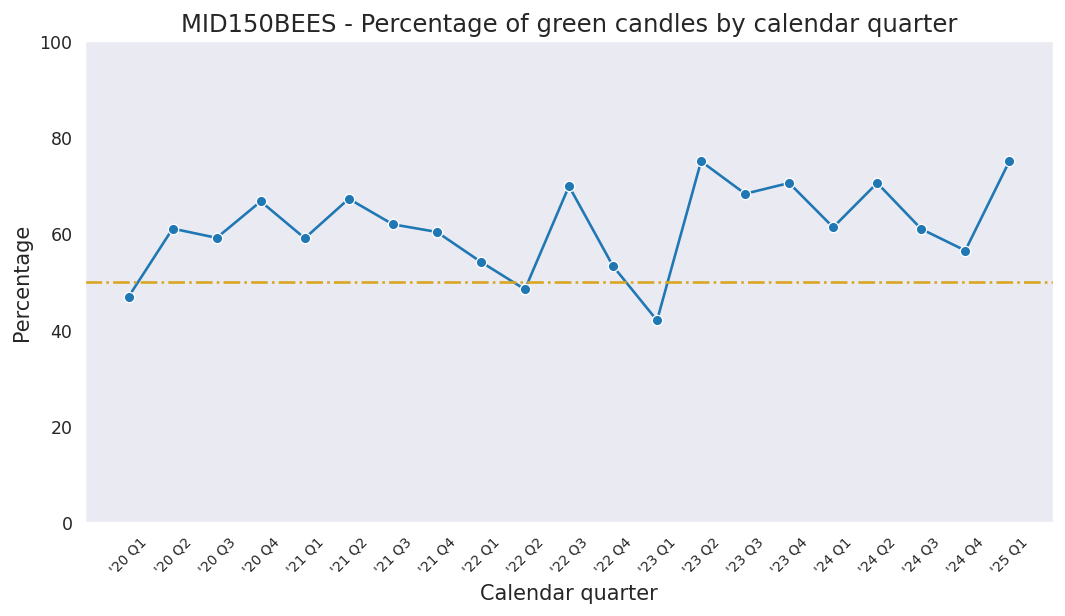 MID150BEES - Percentage of green candles by calendar quarter
100
80
60
40
20
0
Percentage
'20 Q1
'20 Q2
'20 Q3
'20 Q4
'21 Q1
'21 Q2
'21 Q3
'21 Q4
'22 Q1
'22 Q2
'22 Q3
'22 Q4
'23 Q1
'23 Q2
'23 Q3
'23 Q4
'24 Q1
'24 Q2
'24 Q3
'24 Q4
'25 Q1
Calendar quarter